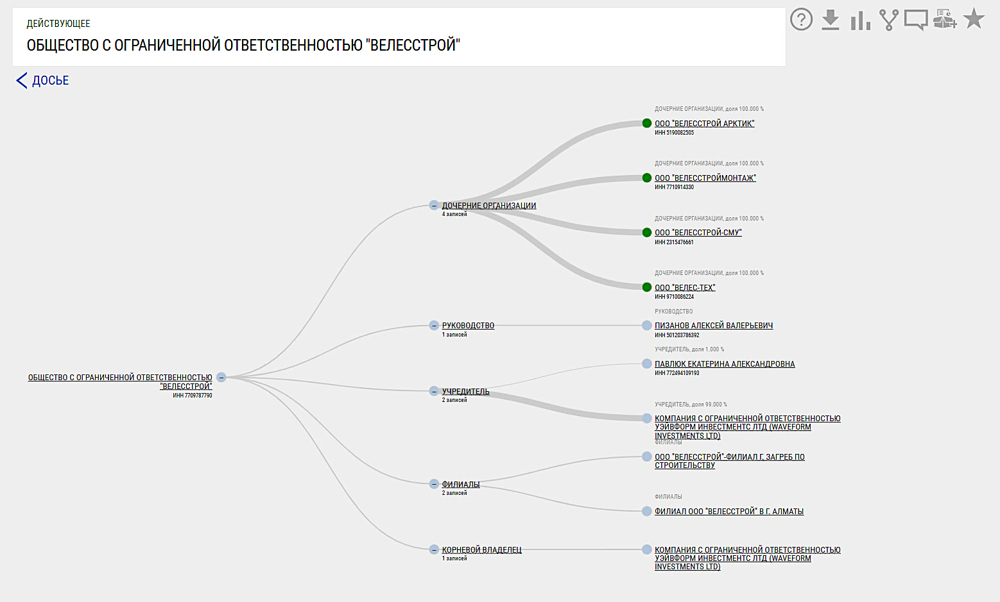 ДЕЙСТВУЮЩЕЕ
ОБЩЕСТВО С ОГРАНИЧЕННОЙ ОТВЕТСТВЕННОСТЬЮ "ВЕЛЕССТРОЙ"
ДОСЬЕ
ДОЧЕРНИЕ ОРГАНИЗАЦИИ, доля 100.000 %
ООО "ВЕЛЕССТРОЙ АРКТИК"
ИНН 5190082505
ДОЧЕРНИЕ ОРГАНИЗАЦИИ, доля 100.000 %
ООО "ВЕЛЕССТРОЙМОНТАЖ"
ИНН 7710914330
ДОЧЕРНИЕ ОРГАНИЗАЦИИ
4 записей
ДОЧЕРНИЕ ОРГАНИЗАЦИИ, доля 100.000 %
ООО "ВЕЛЕССТРОЙ-СМУ"
ИНН 2315476661
ДОЧЕРНИЕ ОРГАНИЗАЦИИ, доля 100.000 %
ООО "ВЕЛЕС-ТЕХ"
ИНН 9710086224
РУКОВОДСТВО
1 записей
РУКОВОДСТВО
ПИЗАНОВ АЛЕКСЕЙ ВАЛЕРЬЕВИЧ
ИНН 501203786392
УЧРЕДИТЕЛЬ, доля 1.000 %
ПАВЛЮК ЕКАТЕРИНА АЛЕКСАНДРОВНА
ИНН 772494109193
ОБЩЕСТВО С ОГРАНИЧЕННОЙ ОТВЕТСТВЕННОСТЬЮ
"ВЕЛЕССТРОЙ"
ИНН 7709787790
УЧРЕДИТЕЛЬ
2 записей
УЧРЕДИТЕЛЬ, доля 99.000 %
КОМПАНИЯ С ОГРАНИЧЕННОЙ ОТВЕТСТВЕННОСТЬЮ
УЭЙВФОРМ ИНВЕСТМЕНТС ЛТД (WAVEFORM
INVESTMENTS LTD)
ФИЛИАЛЫ
ООО "ВЕЛЕССТРОЙ"-ФИЛИАЛ Г. ЗАГРЕБ ПО
СТРОИТЕЛЬСТВУ
ФИЛИАЛЫ
2 записей
ФИЛИАЛЫ
ФИЛИАЛ ООО "ВЕЛЕССТРОЙ" В Г. АЛМАТЫ
КОРНЕВОЙ ВЛАДЕЛЕЦ
1 записей
КОМПАНИЯ С ОГРАНИЧЕННОЙ ОТВЕТСТВЕННОСТЬЮ
УЭЙВФОРМ ИНВЕСТМЕНТС ЛТД (WAVEFORM
INVESTMENTS LTD)